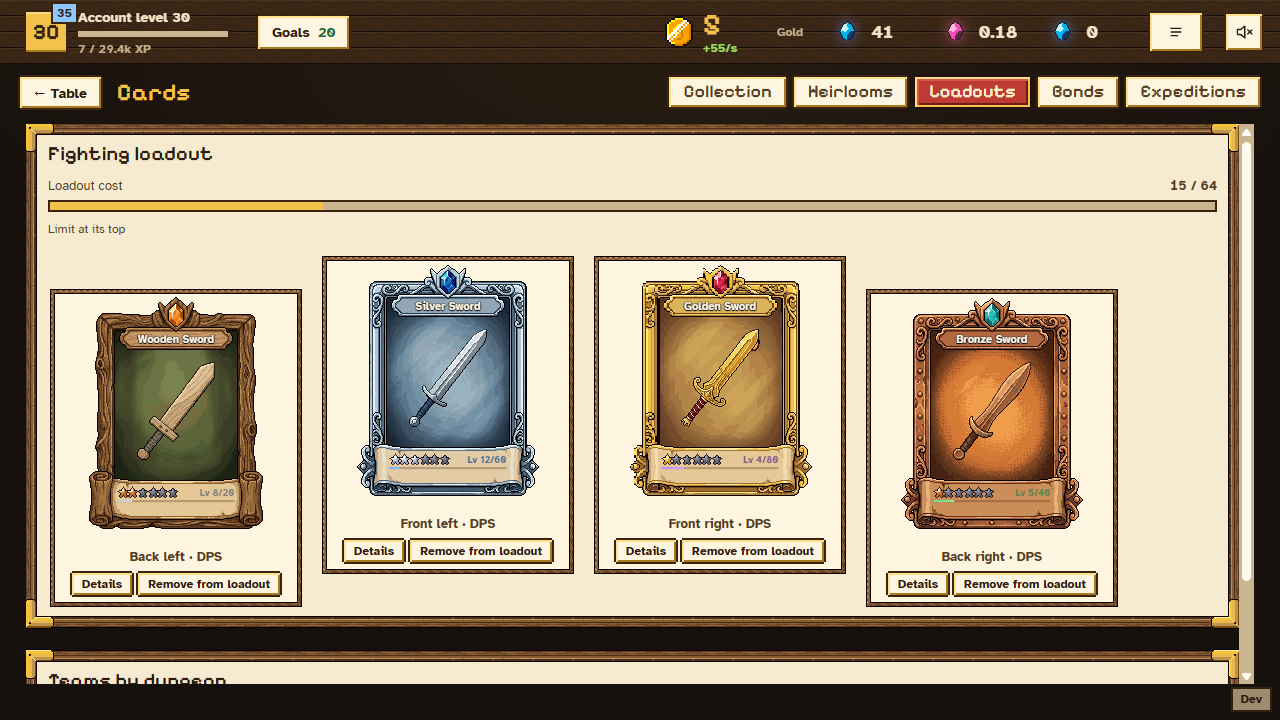 35
30
Account level 30
7 / 29.4k XP
Goals 20
8
+55/s
Gold
41
0.18
0
← Table
Cards
Collection
Heirlooms
Loadouts
Bonds
Expeditions
Fighting loadout
Loadout cost
15 / 64
Limit at its top
Wooden Sword
Lv 8/20
Back left · DPS
Details
Remove from loadout
Silver Sword
Lv 12/60
Front left · DPS
Details
Remove from loadout
Golden Sword
Lv 4/80
Front right · DPS
Details
Remove from loadout
Bronze Sword
Lv 5/40
Back right · DPS
Details
Remove from loadout
Teams by dungeon
Dev